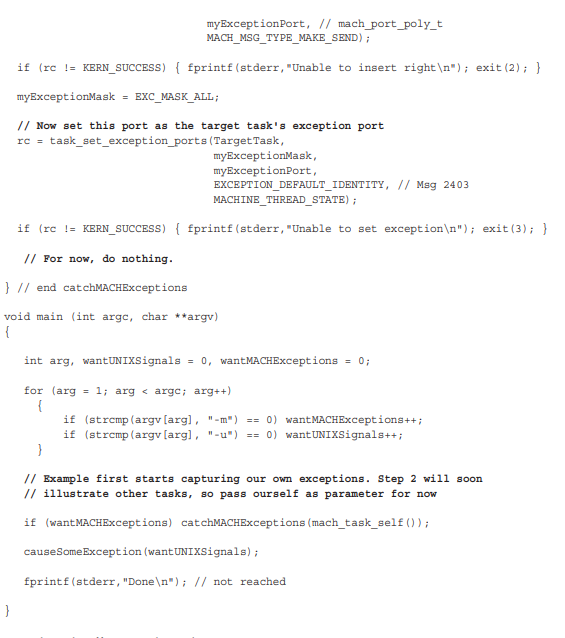 myExceptionPort, // mach_port_poly_t
MACH_MSG_TYPE_MAKE_SEND);
if (rc != KERN_SUCCESS) { fprintf(stderr,"Unable to insert right\n"); exit(2); }
myExceptionMask = EXC_MASK_ALL;
// Now set this port as the target task's exception port
rc = task_set_exception_ports(TargetTask,
myExceptionMask,
myExceptionPort,
EXCEPTION_DEFAULT_IDENTITY, // Msg 2403
MACHINE_THREAD_STATE);
if (rc != KERN_SUCCESS) { fprintf(stderr,"Unable to set exception\n"); exit(3); }
// For now, do nothing.
} // end catchMACHExceptions
void main (int argc, char **argv)
{
int arg, wantUNIXSignals = 0, wantMACHExceptions = 0;
for (arg = 1; arg < argc; arg++)
{
if (strcmp(argv[arg], "-m") == 0) wantMACHExceptions++;
if (strcmp(argv[arg], "-u") == 0) wantUNIXSignals++;
}
// Example first starts capturing our own exceptions. Step 2 will soon
// illustrate other tasks, so pass ourself as parameter for now
if (wantMACHExceptions) catchMACHExceptions(mach_task_self());
causeSomeException(wantUNIXSignals);
fprintf(stderr,"Done\n"); // not reached
}